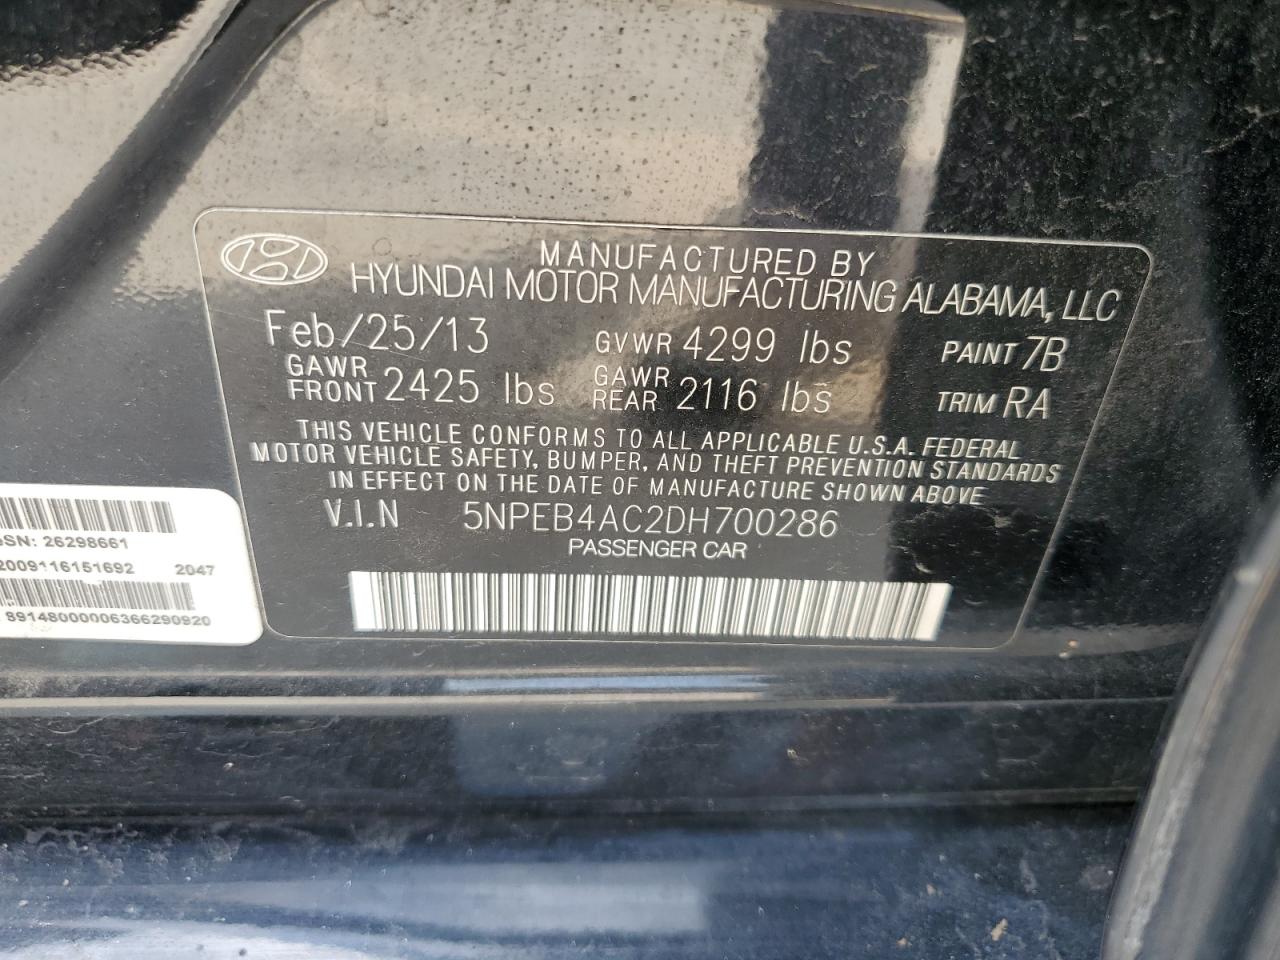 MANUFACTURED BY
HYUNDAI MOTOR MANUFACTURING ALABAMA, LLC
Feb/25/13 GVWR 4299 lbs PAINT 7B
GAWR FRONT 2425 lbs GAWR REAR 2116 lbs TRIM RA
THIS VEHICLE CONFORMS TO ALL APPLICABLE U.S.A. FEDERAL
MOTOR VEHICLE SAFETY, BUMPER, AND THEFT PREVENTION STANDARDS
IN EFFECT ON THE DATE OF MANUFACTURE SHOWN ABOVE
V.I.N 5NPEB4AC2DH700286
PASSENGER CAR
SN: 26298661
2009116151692 2047
89148000006366290920